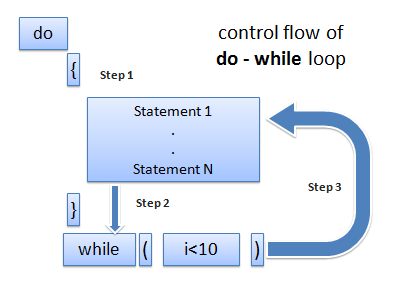 do
control flow of
do - while loop
{
Step 1
Statement 1
.
.
Statement N
Step 3
}
Step 2
while ( i<10 )